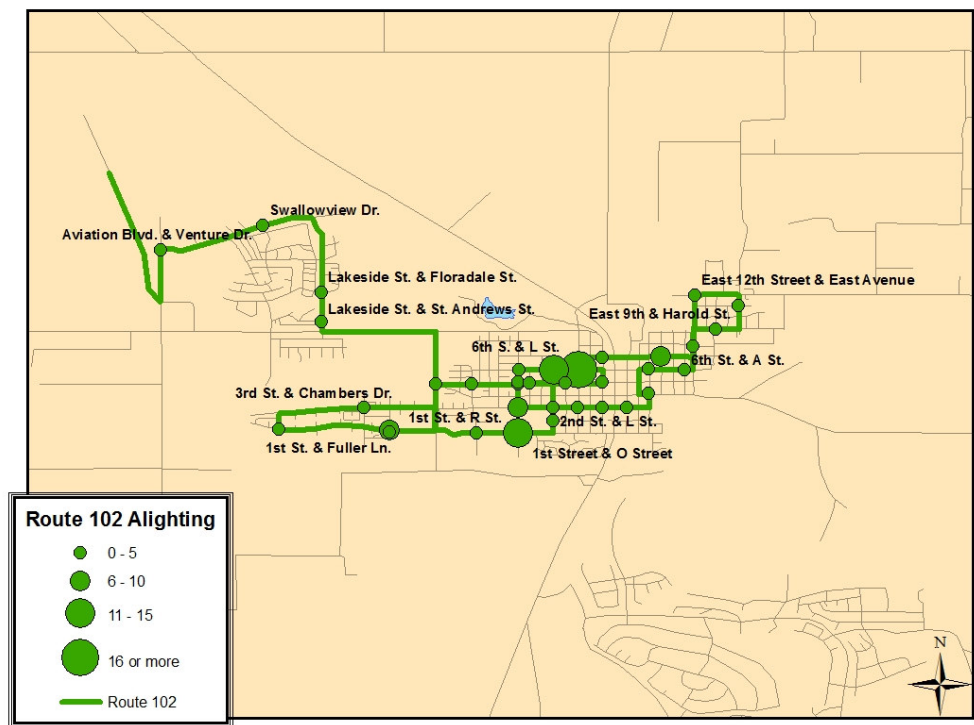 Swallowview Dr.
Aviation Blvd. & Venture Dr.
Lakeside St. & Floradale St.
East 12th Street & East Avenue
Lakeside St. & St. Andrews St.
East 9th & Harold St.
6th S. & L St.
6th St. & A St.
3rd St. & Chambers Dr.
1st St. & R St.
2nd St. & L St.
1st St. & Fuller Ln.
1st Street & O Street
Route 102 Alighting
0 - 5
6 - 10
11 - 15
16 or more
Route 102
N